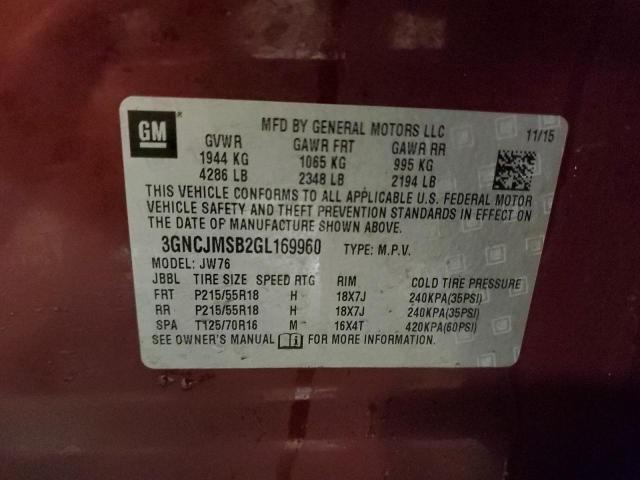 GM
MFD BY GENERAL MOTORS LLC 11/15
GVWR GAWR FRT GAWR RR
1944 KG 1065 KG 995 KG
4286 LB 2348 LB 2194 LB
THIS VEHICLE CONFORMS TO ALL APPLICABLE U.S. FEDERAL MOTOR
VEHICLE SAFETY AND THEFT PREVENTION STANDARDS IN EFFECT ON
THE DATE OF MANUFACTURE SHOWN ABOVE.
3GNCJMSB2GL169960 TYPE: M.P.V.
MODEL: JW76
JBBL TIRE SIZE SPEED RTG RIM COLD TIRE PRESSURE
FRT P215/55R18 H 18X7J 240KPA(35PSI)
RR P215/55R18 H 18X7J 240KPA(35PSI)
SPA T125/70R16 M 16X4T 420KPA(60PSI)
SEE OWNER'S MANUAL FOR MORE INFORMATION.